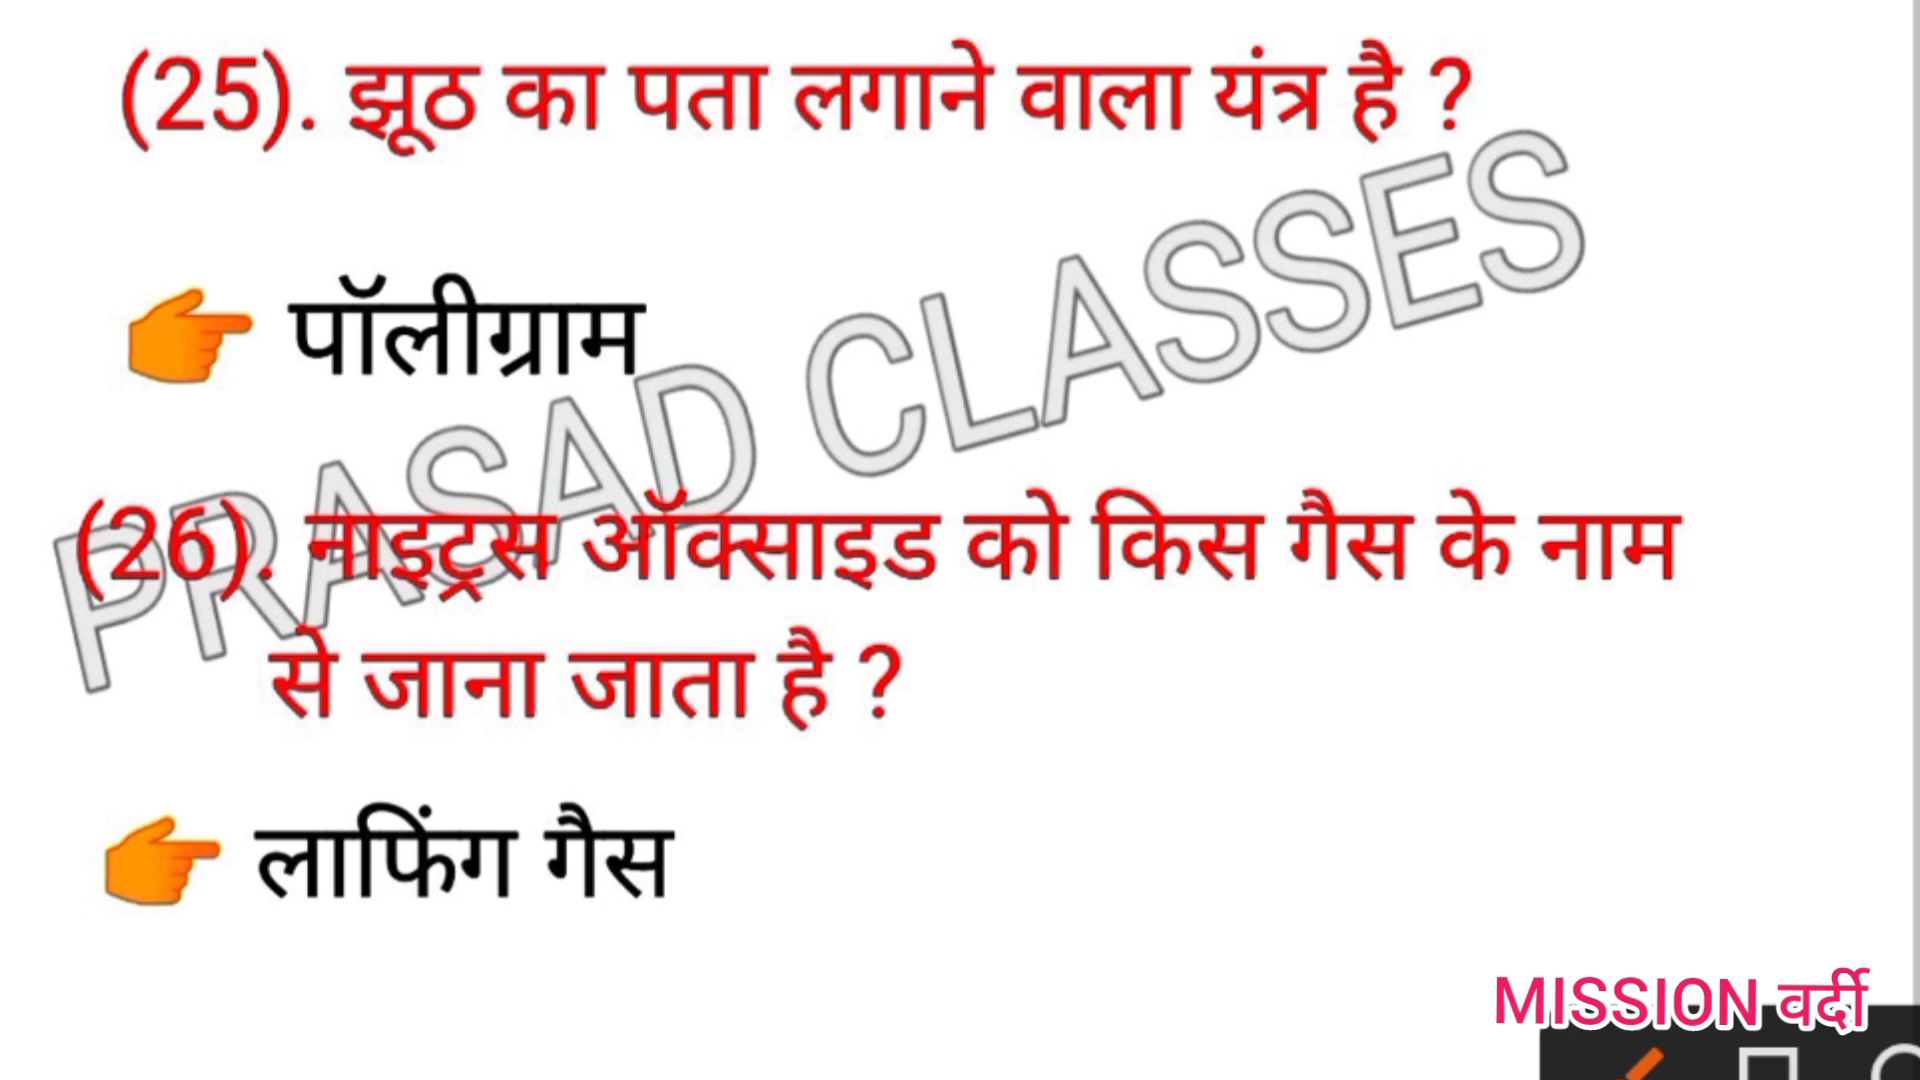 (25). झूठ का पता लगाने वाला यंत्र है ?
👉 पॉलीग्राम
PRASAD CLASSES
(26). नाइट्रस ऑक्साइड को किस गैस के नाम
से जाना जाता है ?
👉 लाफिंग गैस
MISSION वर्दी